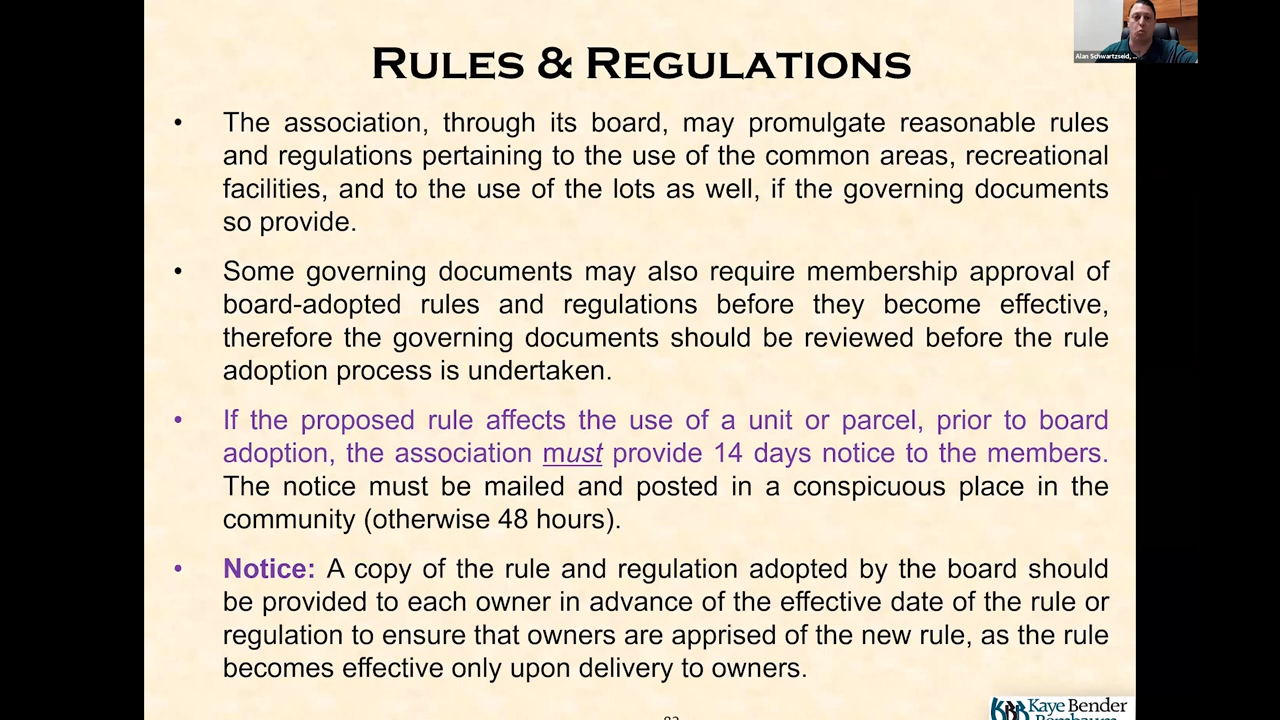 Alan Schwartzseid, ...
RULES & REGULATIONS
• The association, through its board, may promulgate reasonable rules
and regulations pertaining to the use of the common areas, recreational
facilities, and to the use of the lots as well, if the governing documents
so provide.
• Some governing documents may also require membership approval of
board-adopted rules and regulations before they become effective,
therefore the governing documents should be reviewed before the rule
adoption process is undertaken.
• If the proposed rule affects the use of a unit or parcel, prior to board
adoption, the association must provide 14 days notice to the members.
The notice must be mailed and posted in a conspicuous place in the
community (otherwise 48 hours).
• Notice: A copy of the rule and regulation adopted by the board should
be provided to each owner in advance of the effective date of the rule or
regulation to ensure that owners are apprised of the new rule, as the rule
becomes effective only upon delivery to owners.
KBR Kaye Bender
Rembaum